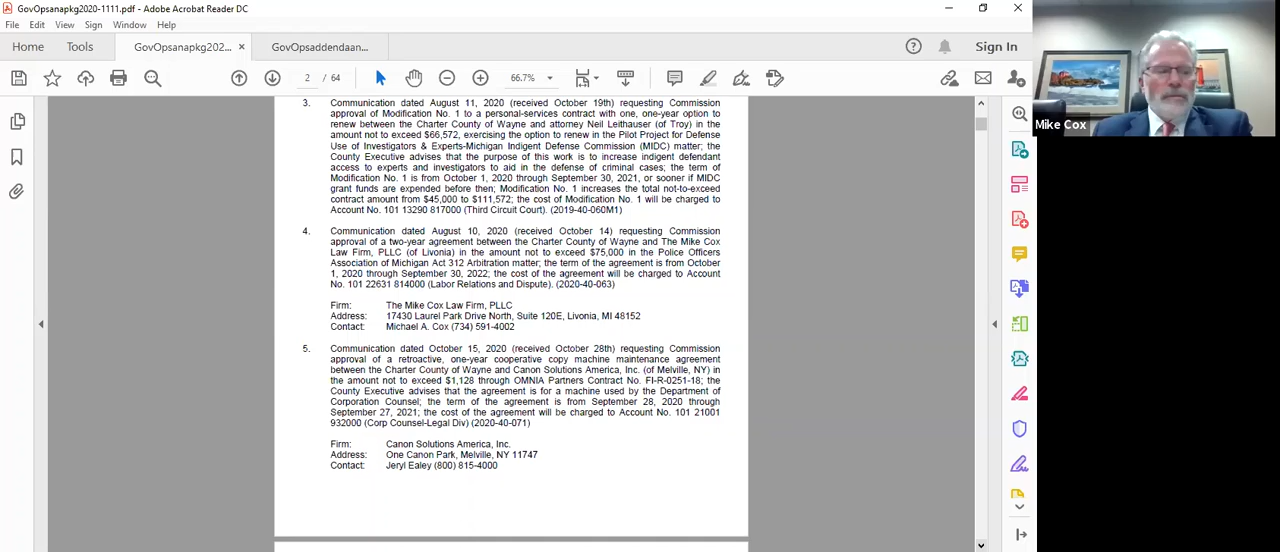 GovOpsanapkg2020-1111.pdf - Adobe Acrobat Reader DC
File Edit View Sign Window Help
Home Tools GovOpsanapkg202... × GovOpsaddendaan... Sign In
2 / 64 66.7%
3. Communication dated August 11, 2020 (received October 19th) requesting Commission
approval of Modification No. 1 to a personal-services contract with one, one-year option to
renew between the Charter County of Wayne and attorney Neil Leithauser (of Troy) in the
amount not to exceed $66,572, exercising the option to renew in the Pilot Project for Defense
Use of Investigators & Experts-Michigan Indigent Defense Commission (MIDC) matter; the
County Executive advises that the purpose of this work is to increase indigent defendant
access to experts and investigators to aid in the defense of criminal cases; the term of
Modification No. 1 is from October 1, 2020 through September 30, 2021, or sooner if MIDC
grant funds are expended before then; Modification No. 1 increases the total not-to-exceed
contract amount from $45,000 to $111,572; the cost of Modification No. 1 will be charged to
Account No. 101 13290 817000 (Third Circuit Court). (2019-40-060M1)
4. Communication dated August 10, 2020 (received October 14) requesting Commission
approval of a two-year agreement between the Charter County of Wayne and The Mike Cox
Law Firm, PLLC (of Livonia) in the amount not to exceed $75,000 in the Police Officers
Association of Michigan Act 312 Arbitration matter; the term of the agreement is from October
1, 2020 through September 30, 2022; the cost of the agreement will be charged to Account
No. 101 22631 814000 (Labor Relations and Dispute). (2020-40-063)
Firm: The Mike Cox Law Firm, PLLC
Address: 17430 Laurel Park Drive North, Suite 120E, Livonia, MI 48152
Contact: Michael A. Cox (734) 591-4002
5. Communication dated October 15, 2020 (received October 28th) requesting Commission
approval of a retroactive, one-year cooperative copy machine maintenance agreement
between the Charter County of Wayne and Canon Solutions America, Inc. (of Melville, NY) in
the amount not to exceed $1,128 through OMNIA Partners Contract No. FI-R-0251-18; the
County Executive advises that the agreement is for a machine used by the Department of
Corporation Counsel; the term of the agreement is from September 28, 2020 through
September 27, 2021; the cost of the agreement will be charged to Account No. 101 21001
932000 (Corp Counsel-Legal Div) (2020-40-071)
Firm: Canon Solutions America, Inc.
Address: One Canon Park, Melville, NY 11747
Contact: Jeryl Ealey (800) 815-4000
Mike Cox